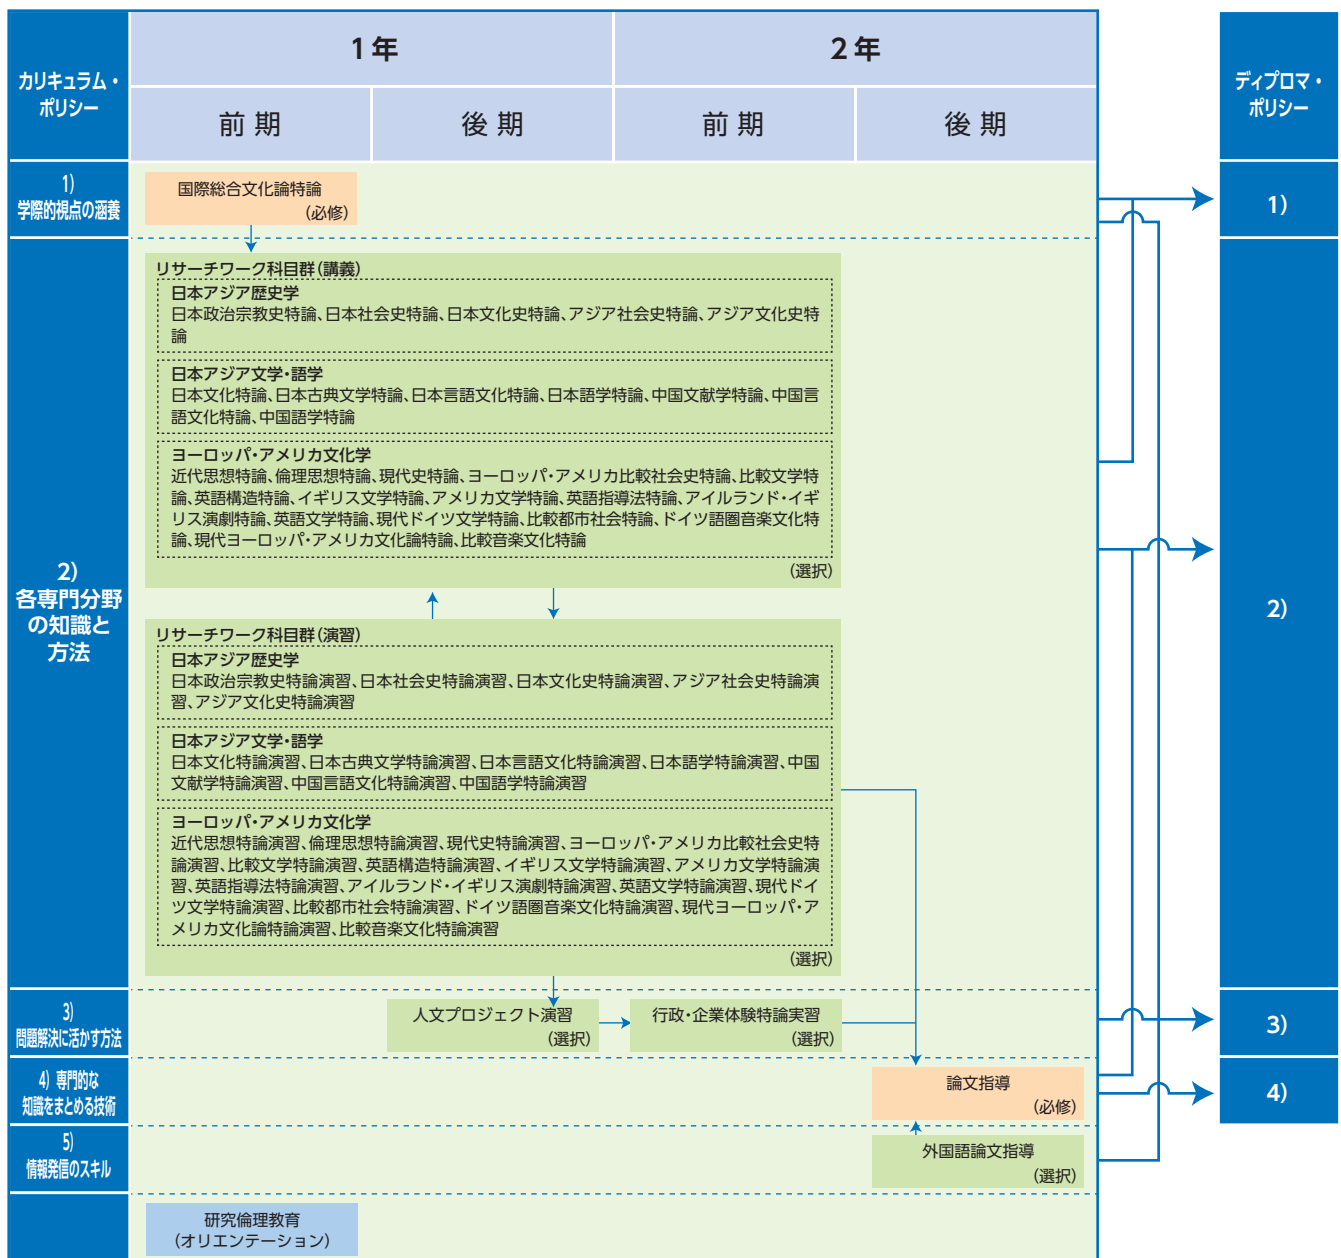 カリキュラム・
ポリシー
1年
2年
前期
後期
前期
後期
ディプロマ・
ポリシー
1)
学際的視点の涵養
国際総合文化論特論
(必修)
1)
2)
各専門分野
の知識と
方法
リサーチワーク科目群(講義)
日本アジア歴史学
日本政治宗教史特論、日本社会史特論、日本文化史特論、アジア社会史特論、アジア文化史特
論
日本アジア文学・語学
日本文化特論、日本古典文学特論、日本言語文化特論、日本語学特論、中国文献学特論、中国言
語文化特論、中国語学特論
ヨーロッパ・アメリカ文化学
近代思想特論、倫理思想特論、現代史特論、ヨーロッパ・アメリカ比較社会史特論、比較文学特
論、英語構造特論、イギリス文学特論、アメリカ文学特論、英語指導法特論、アイルランド・イギ
リス演劇特論、英語文学特論、現代ドイツ文学特論、比較都市社会特論、ドイツ語圏音楽文化特
論、現代ヨーロッパ・アメリカ文化論特論、比較音楽文化特論
(選択)
リサーチワーク科目群(演習)
日本アジア歴史学
日本政治宗教史特論演習、日本社会史特論演習、日本文化史特論演習、アジア社会史特論演
習、アジア文化史特論演習
日本アジア文学・語学
日本文化特論演習、日本古典文学特論演習、日本言語文化特論演習、日本語学特論演習、中国
文献学特論演習、中国言語文化特論演習、中国語学特論演習
ヨーロッパ・アメリカ文化学
近代思想特論演習、倫理思想特論演習、現代史特論演習、ヨーロッパ・アメリカ比較社会史特
論演習、比較文学特論演習、英語構造特論演習、イギリス文学特論演習、アメリカ文学特論演
習、英語指導法特論演習、アイルランド・イギリス演劇特論演習、英語文学特論演習、現代ドイ
ツ文学特論演習、比較都市社会特論演習、ドイツ語圏音楽文化特論演習、現代ヨーロッパ・ア
メリカ文化論特論演習、比較音楽文化特論演習
(選択)
2)
3)
問題解決に活かす方法
人文プロジェクト演習
(選択)
行政・企業体験特論実習
(選択)
3)
4) 専門的な
知識をまとめる技術
論文指導
(必修)
4)
5)
情報発信のスキル
外国語論文指導
(選択)
研究倫理教育
(オリエンテーション)